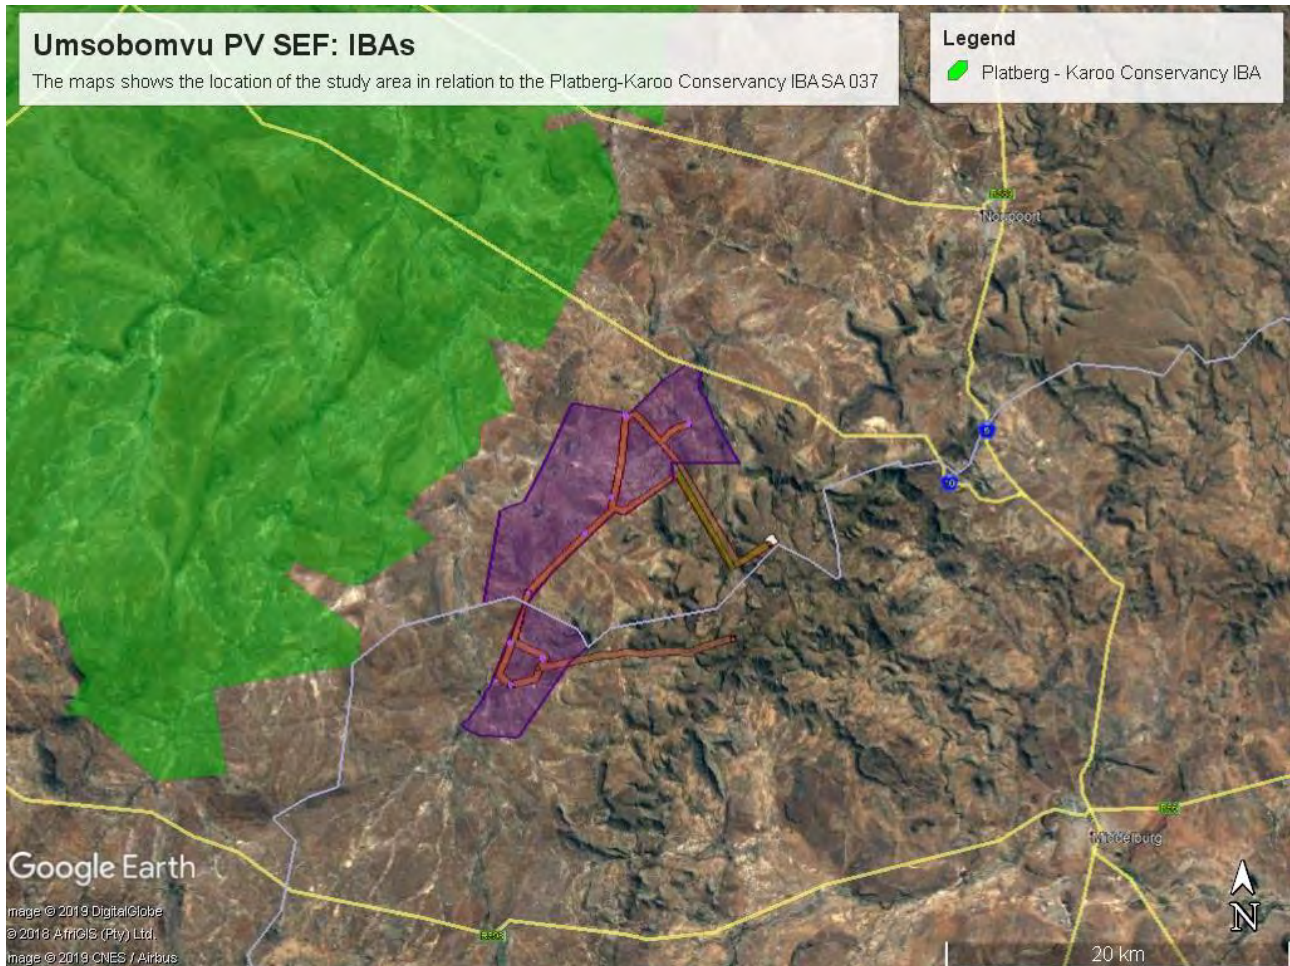 Umsobomvu PV SEF: IBAs
The maps shows the location of the study area in relation to the Platberg-Karoo Conservancy IBA SA 037
Legend
Platberg - Karoo Conservancy IBA
Noupoort
Middelburg
Google Earth
mage © 2019 DigitalGlobe
© 2018 AfriGIS (Pty) Ltd.
mage © 2019 CNES / Airbus
N
20 km